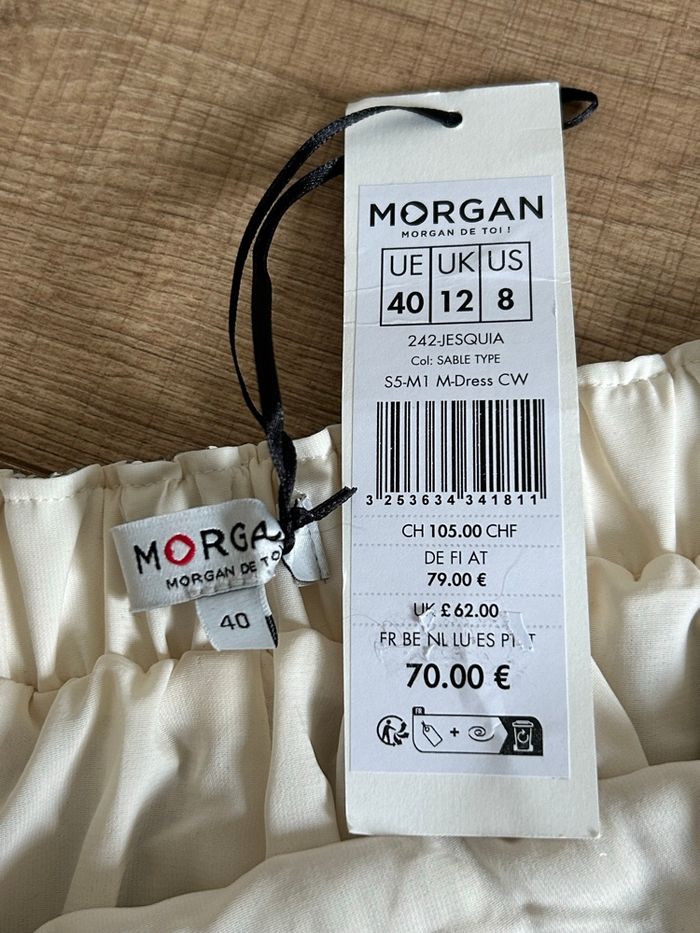 MORGAN
MORGAN DE TOI !
UE UK US
40 12 8
242-JESQUIA
Col: SABLE TYPE
S5-M1 M-Dress CW
3 253634 341811
CH 105.00 CHF
DE FI AT
79.00 €
UK £ 62.00
FR BE NL LU ES PT IT
70.00 €
FR
+
MORGA
MORGAN DE TOI
40